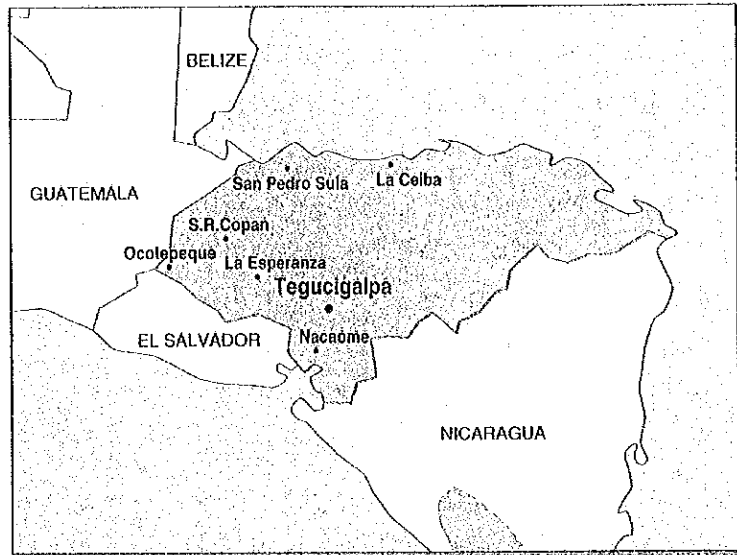 BELIZE
GUATEMALA
San Pedro Sula
La Ceiba
S.R.Copan
Ocotepeque
La Esperanza
Tegucigalpa
EL SALVADOR
Nacaome
NICARAGUA